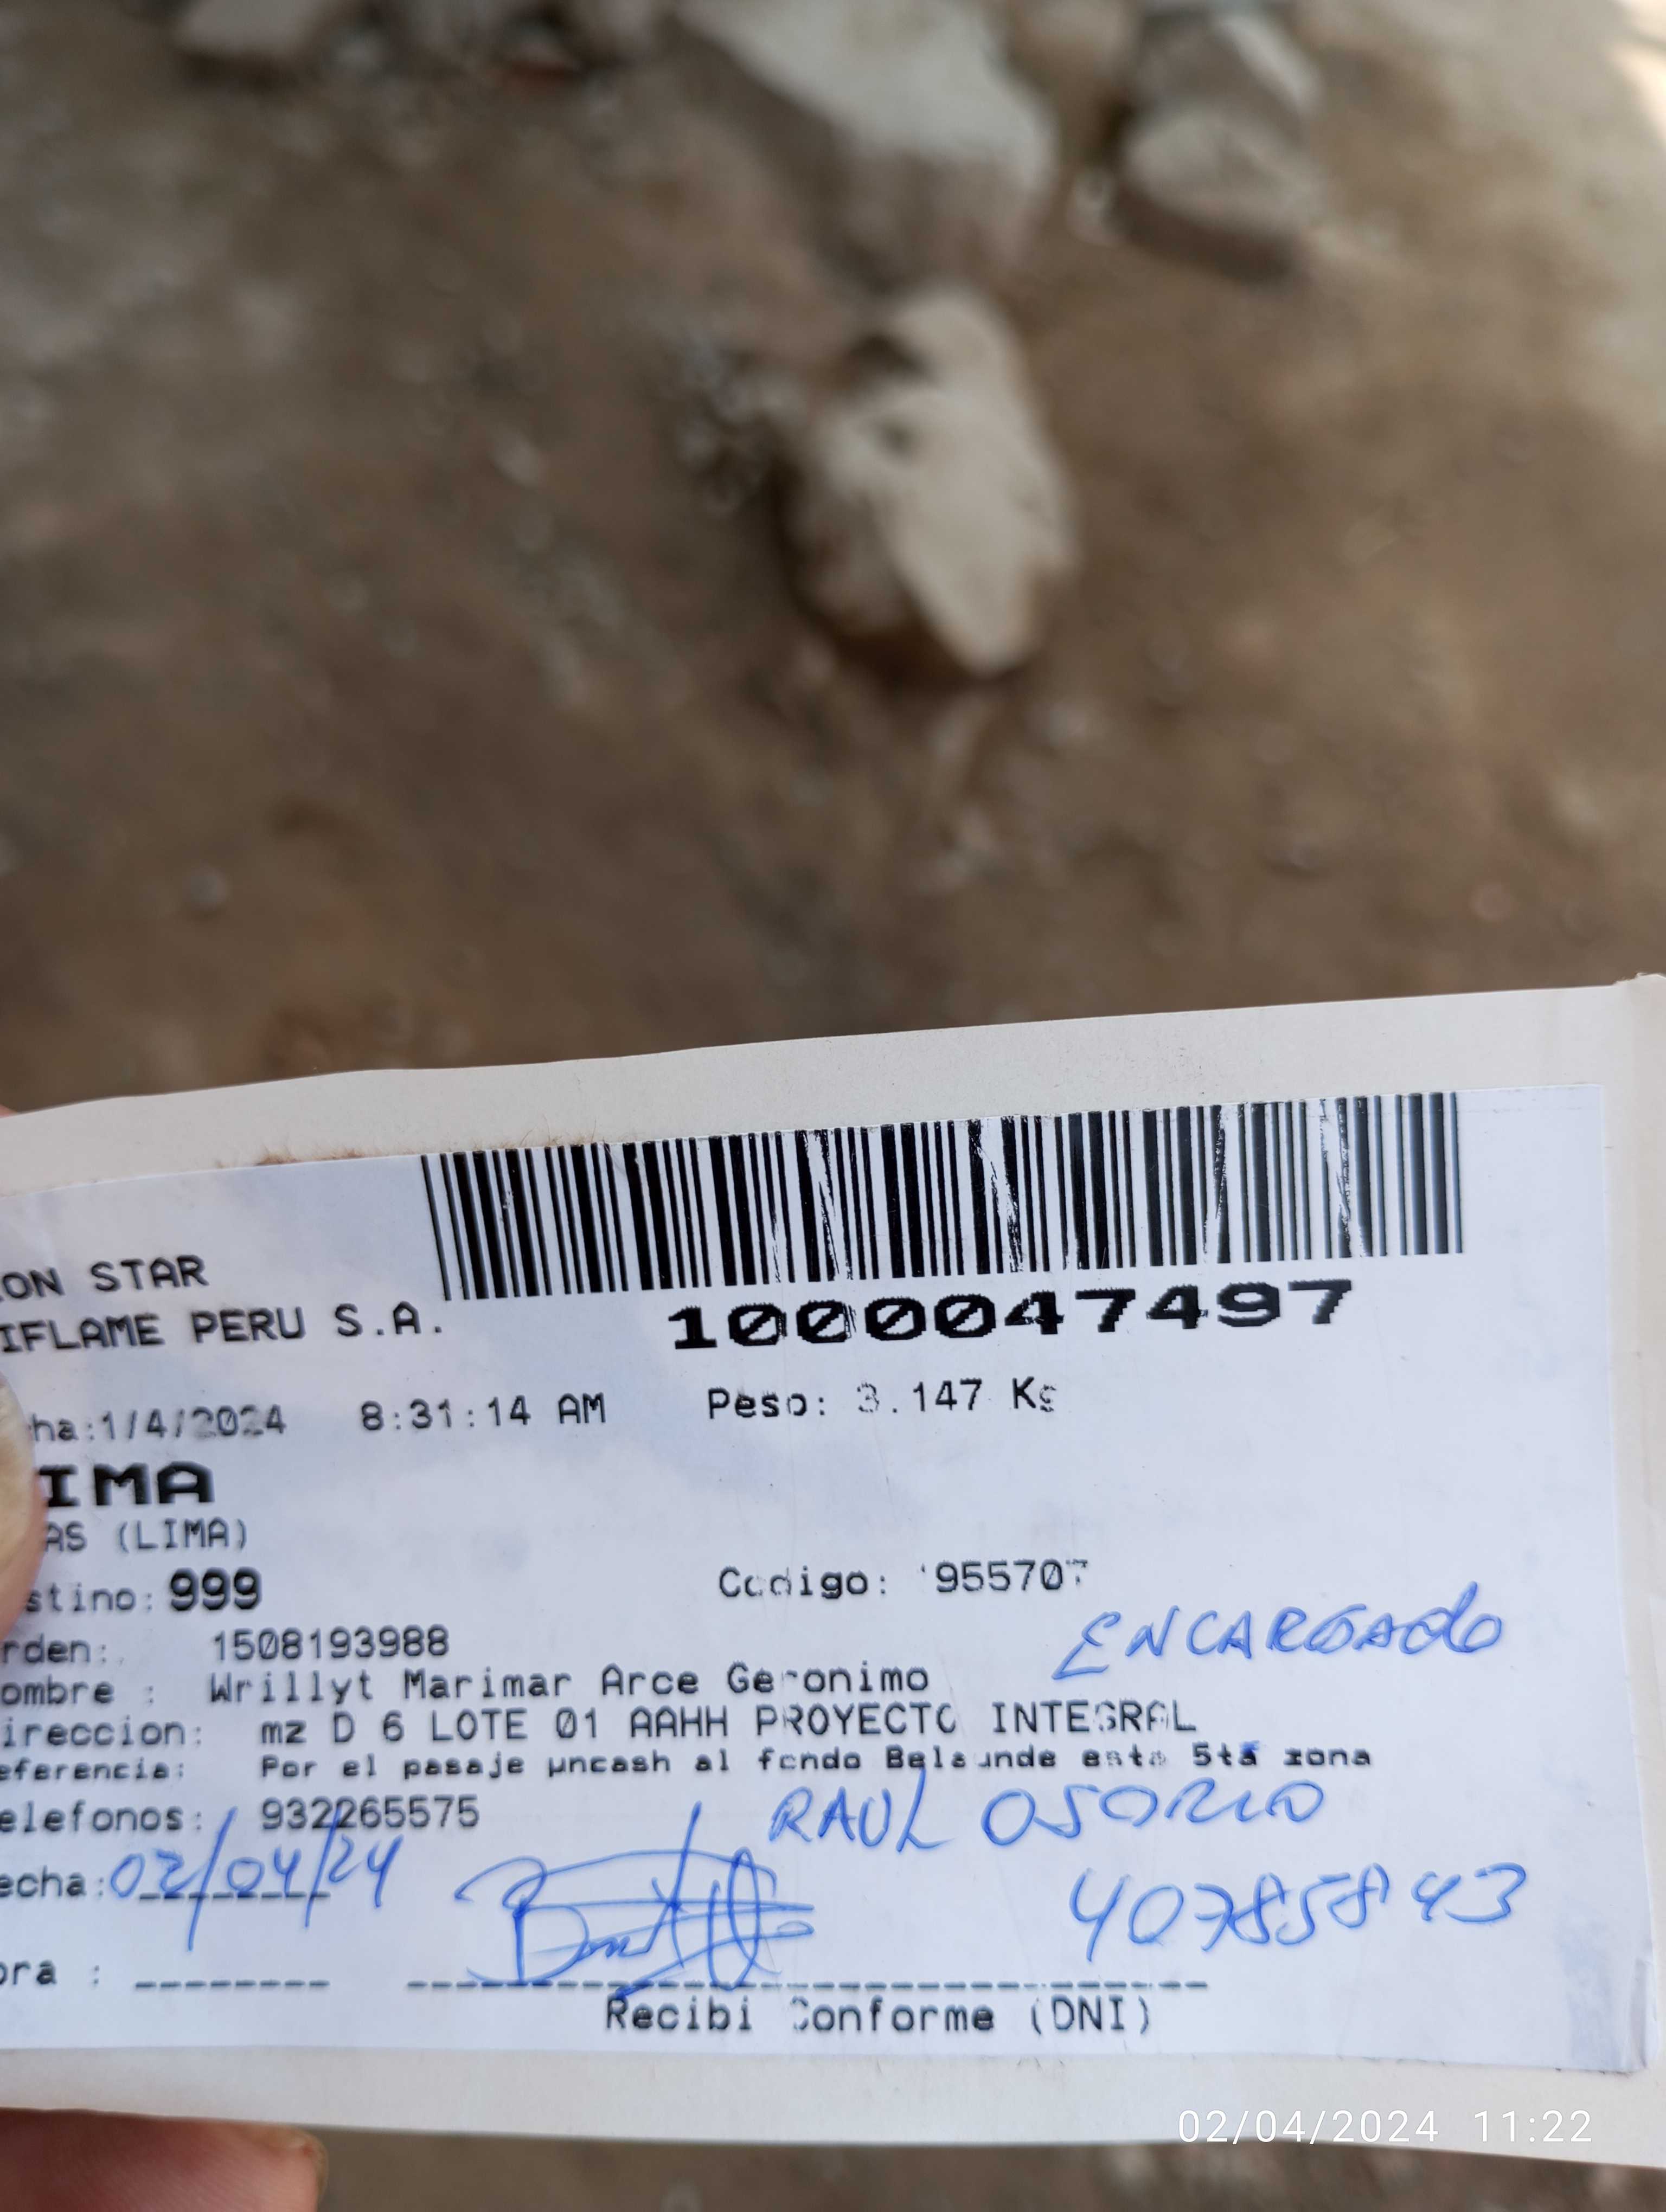 ON STAR
IFLAME PERU S.A.
1000047497
ha:1/4/2024 8:31:14 AM Peso: 3.147 Kg
IMA
AS (LIMA)
stino: 999 Codigo: 955707
ENCARGADO
rden: 1508193988
ombre : Wrillyt Marimar Arce Geronimo
ireccion: mz D 6 LOTE 01 AAHH PROYECTO INTEGRAL
eferencia: Por el pasaje uncash al fondo Belaunde esta 5ta zona
elefonos: 932265575
RAUL OSORIO
echa: 02/04/24
40785843
ora :
Recibi Conforme (DNI)
02/04/2024 11:22